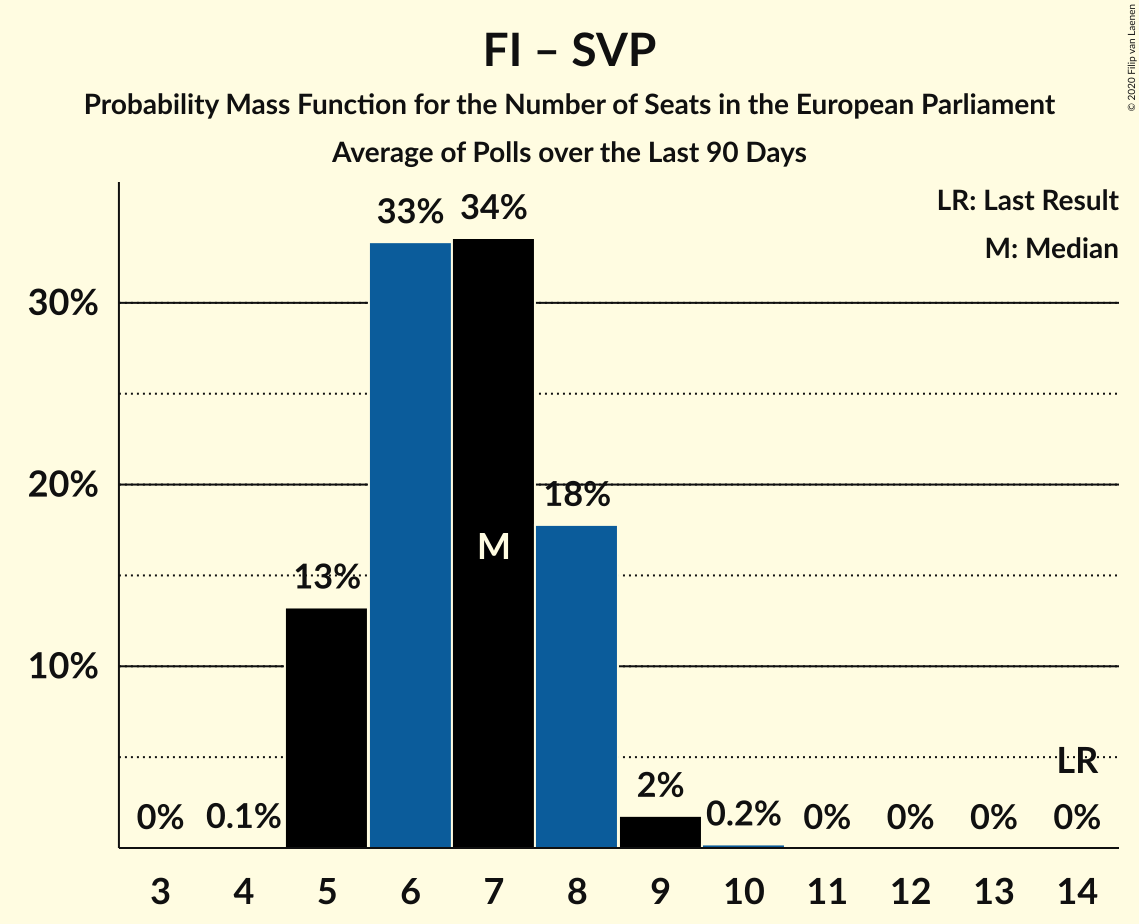 FI – SVP
Probability Mass Function for the Number of Seats in the European Parliament
Average of Polls over the Last 90 Days
© 2020 Filip van Laenen
LR: Last Result
M: Median
33% 34%
30%
20%
18%
M
13%
10%
LR
0% 0.1% 2% 0.2% 0% 0% 0% 0%
3 4 5 6 7 8 9 10 11 12 13 14